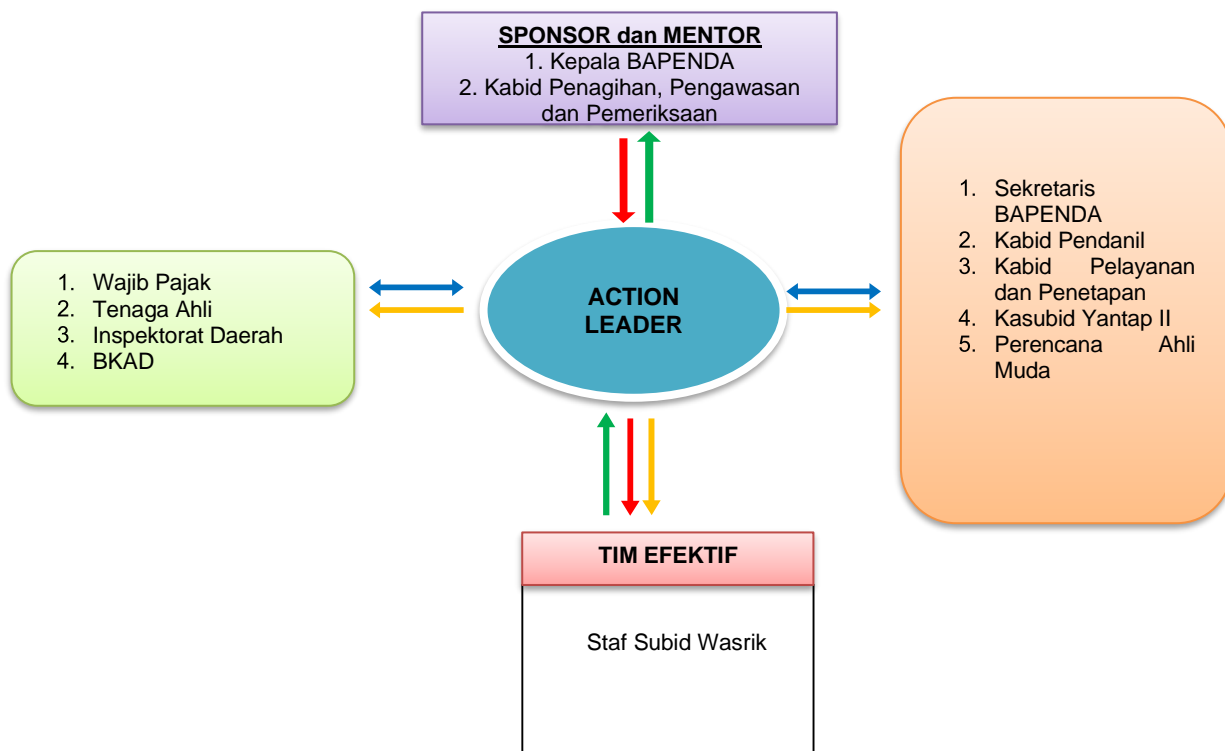 SPONSOR dan MENTOR
1. Kepala BAPENDA
2. Kabid Penagihan, Pengawasan
dan Pemeriksaan
1. Wajib Pajak
2. Tenaga Ahli
3. Inspektorat Daerah
4. BKAD
ACTION
LEADER
1. Sekretaris
BAPENDA
2. Kabid Pendanil
3. Kabid Pelayanan
dan Penetapan
4. Kasubid Yantap II
5. Perencana Ahli
Muda
TIM EFEKTIF
Staf Subid Wasrik